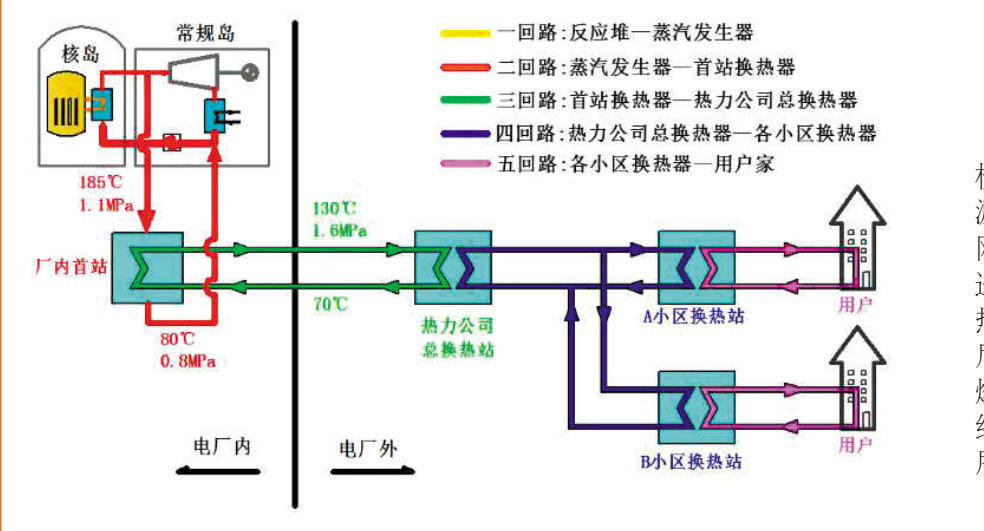 常规岛
核岛
一回路:反应堆—蒸汽发生器
二回路:蒸汽发生器—首站换热器
三回路:首站换热器—热力公司总换热器
四回路:热力公司总换热器—各小区换热器
五回路:各小区换热器—用户家
185℃
1.1MPa
130℃
1.6MPa
厂内首站
70℃
80℃
0.8MPa
热力公司
总换热站
A小区换热站
用户
B小区换热站
用户
电厂内
电厂外